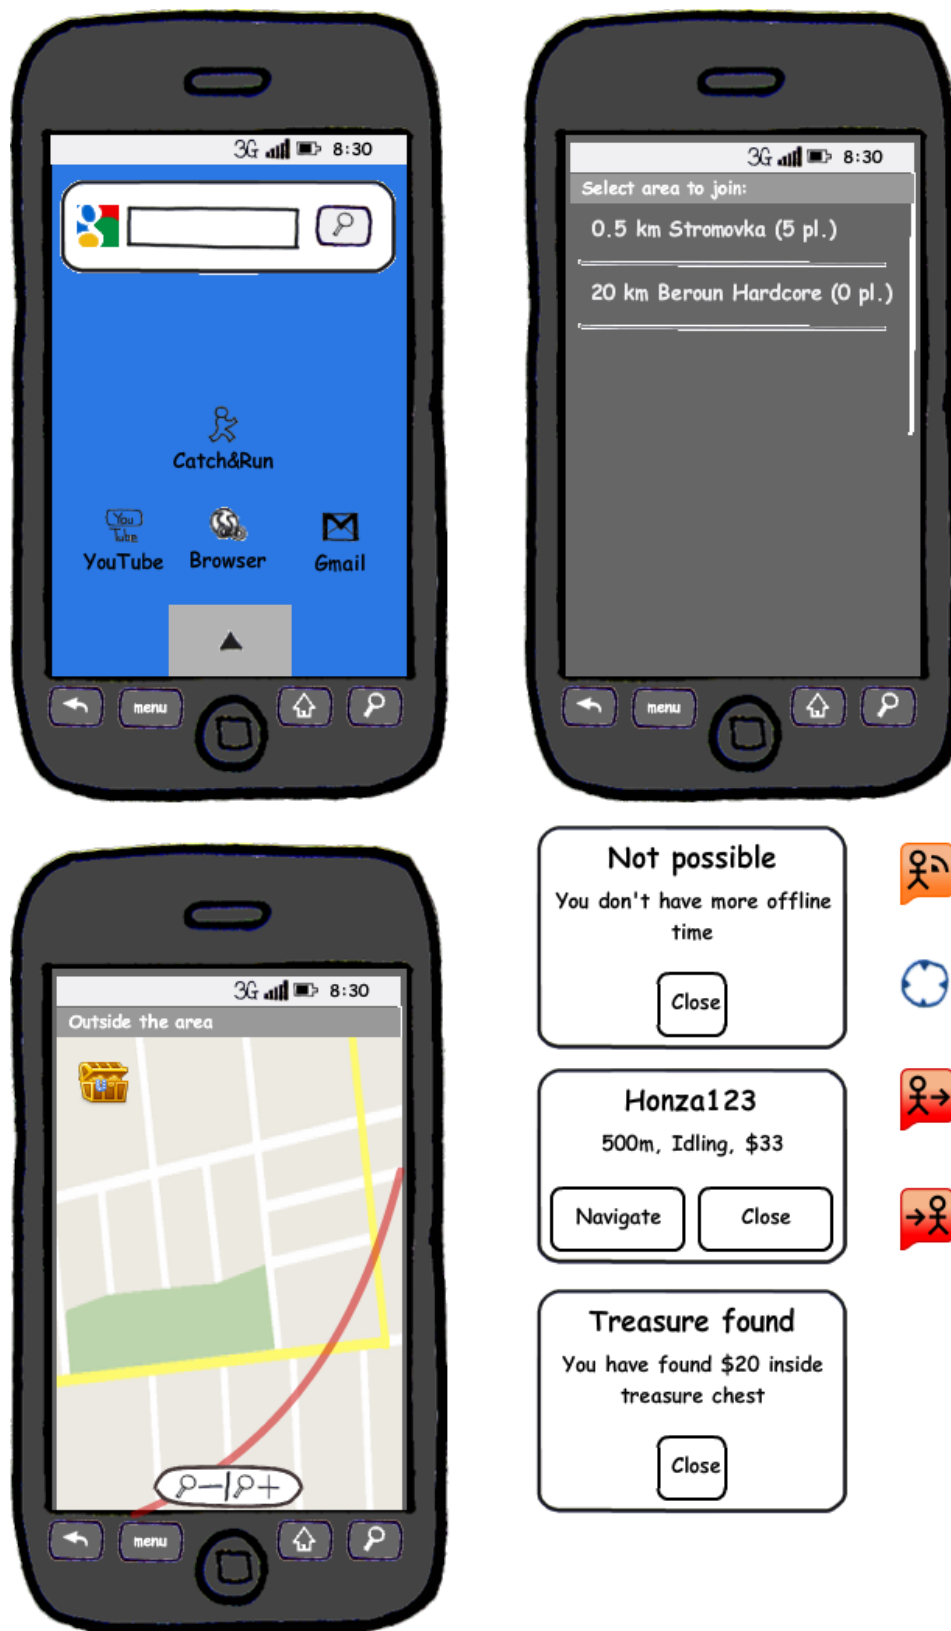 3G 8:30
Catch&Run
You
Tube
YouTube
Browser
Gmail
menu
3G 8:30
Select area to join:
0.5 km Stromovka (5 pl.)
20 km Beroun Hardcore (0 pl.)
menu
3G 8:30
Outside the area
menu
Not possible
You don't have more offline
time
Close
Honza123
500m, Idling, $33
Navigate
Close
Treasure found
You have found $20 inside
treasure chest
Close